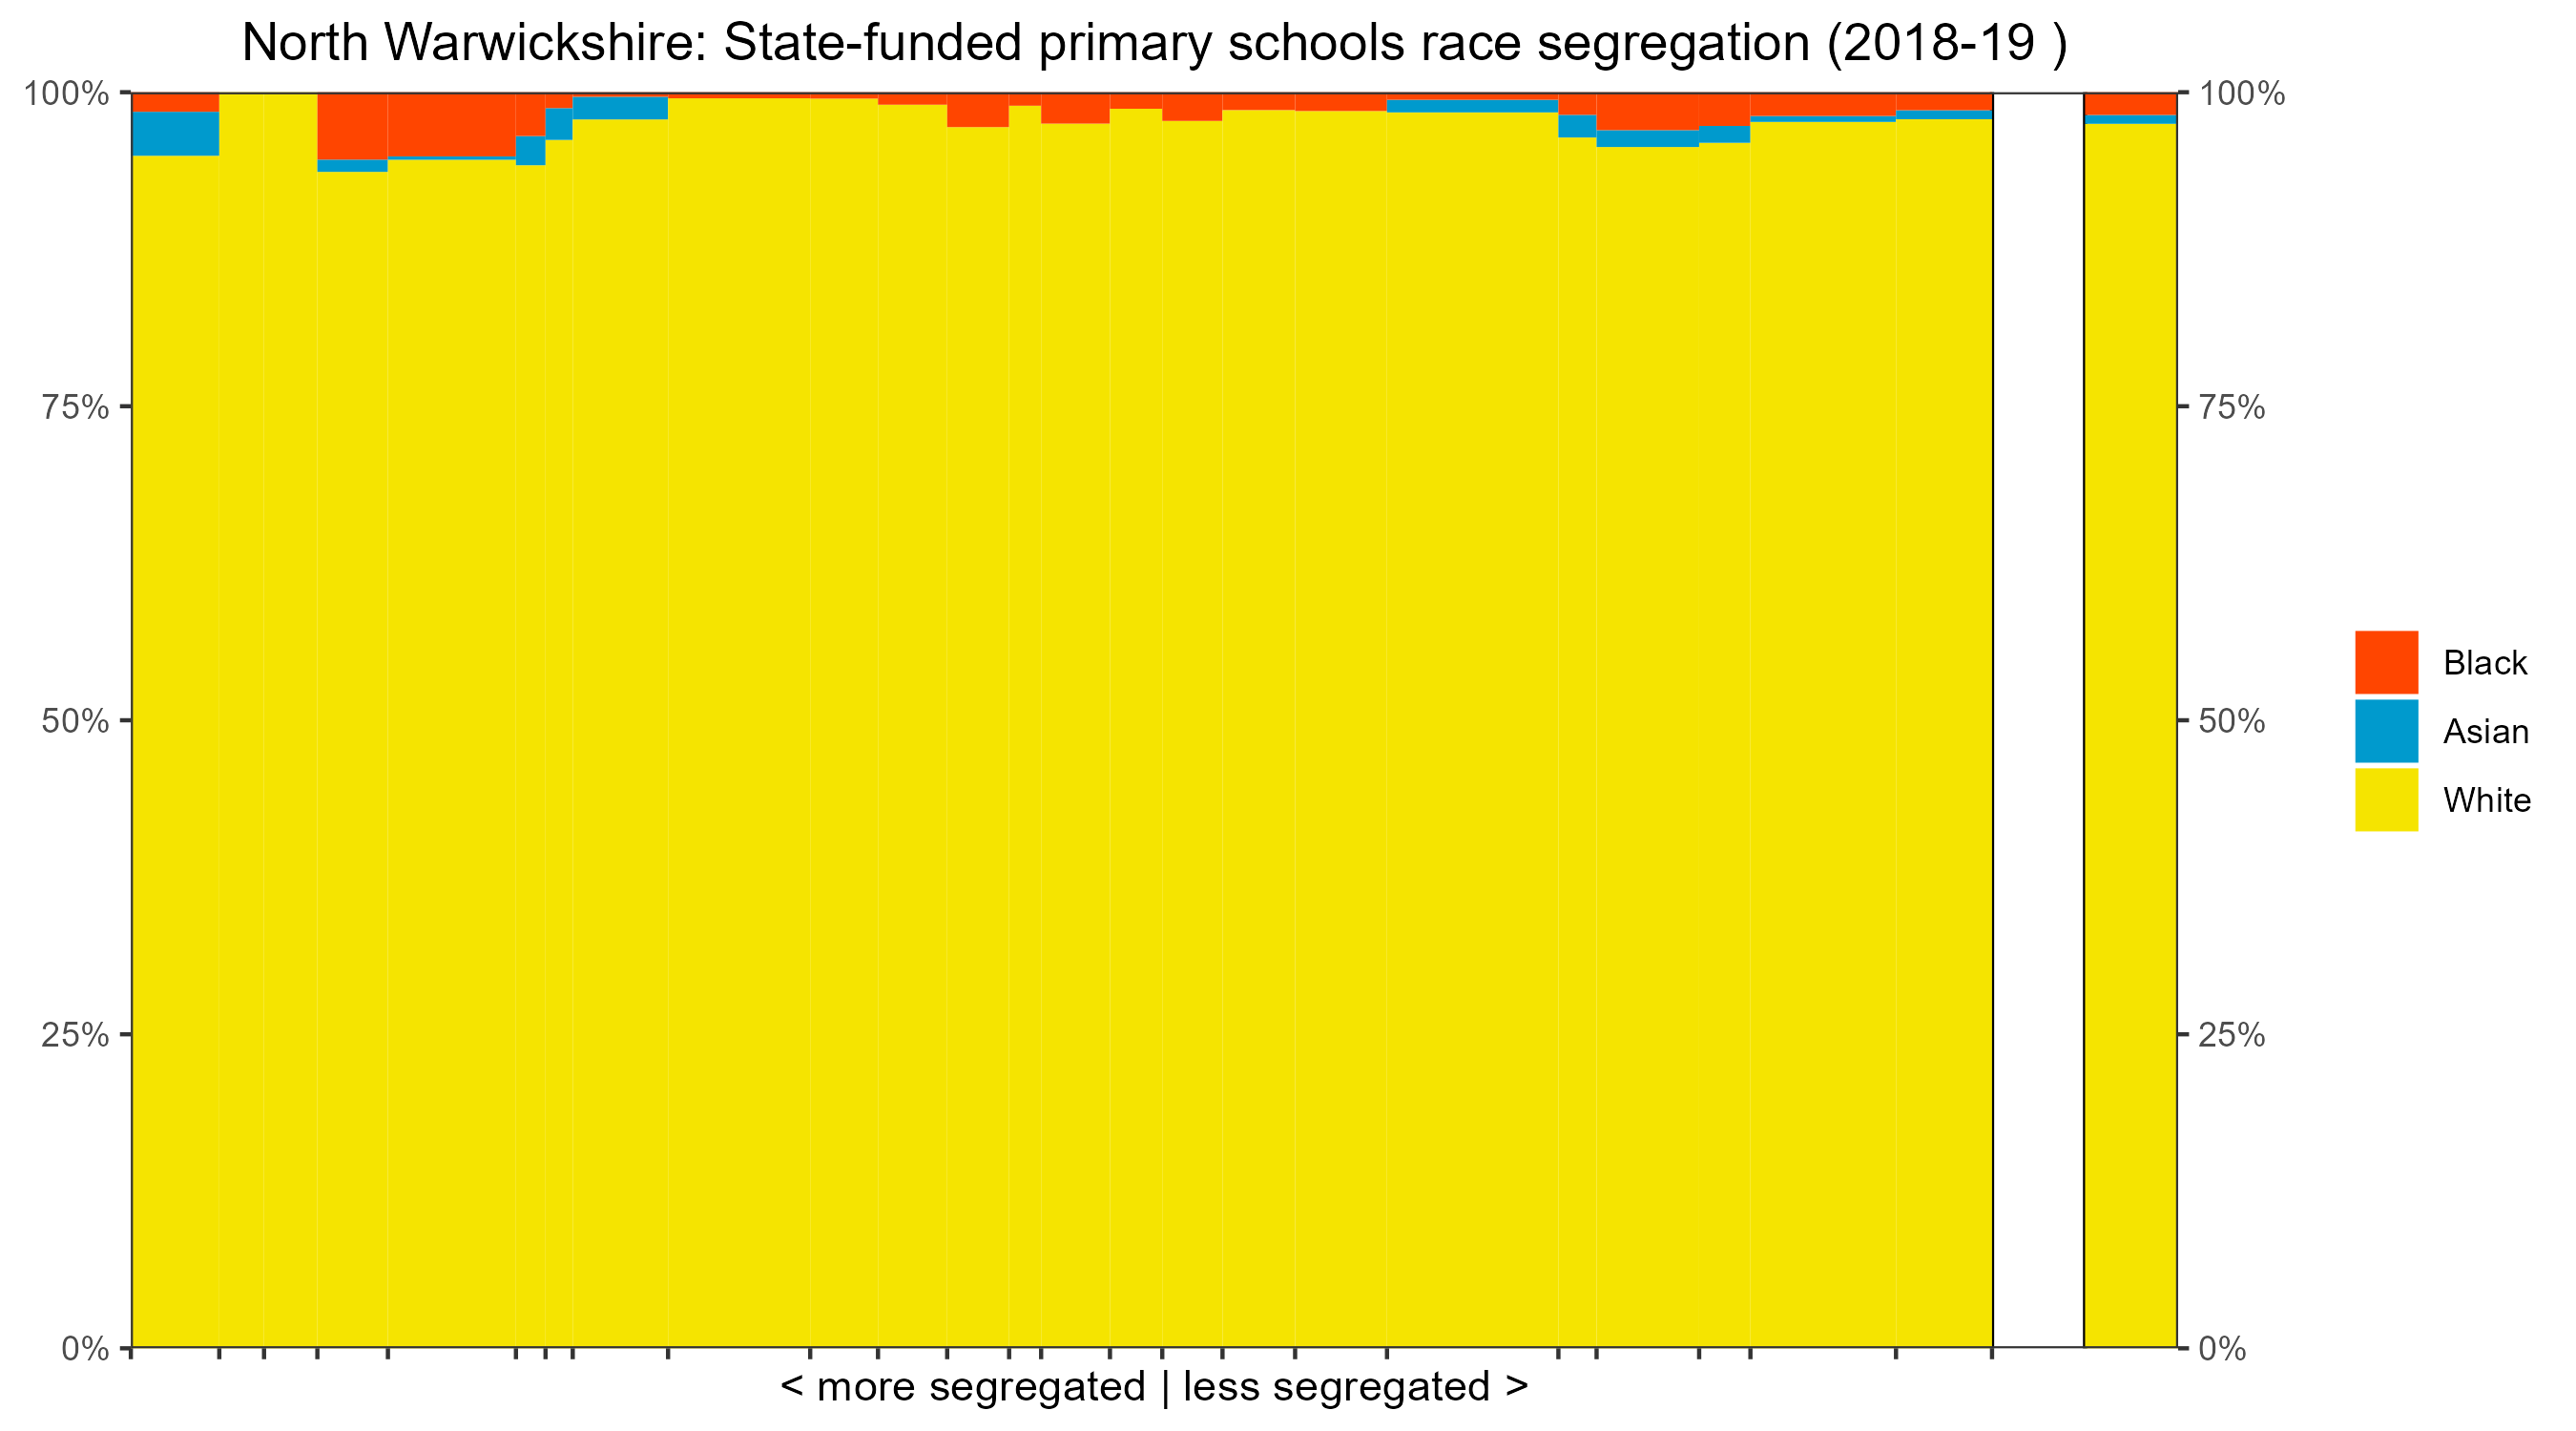 North Warwickshire: State-funded primary schools race segregation (2018-19 )
100%
75%
50%
25%
0%
100%
75%
50%
25%
0%
Black
Asian
White
< more segregated | less segregated >